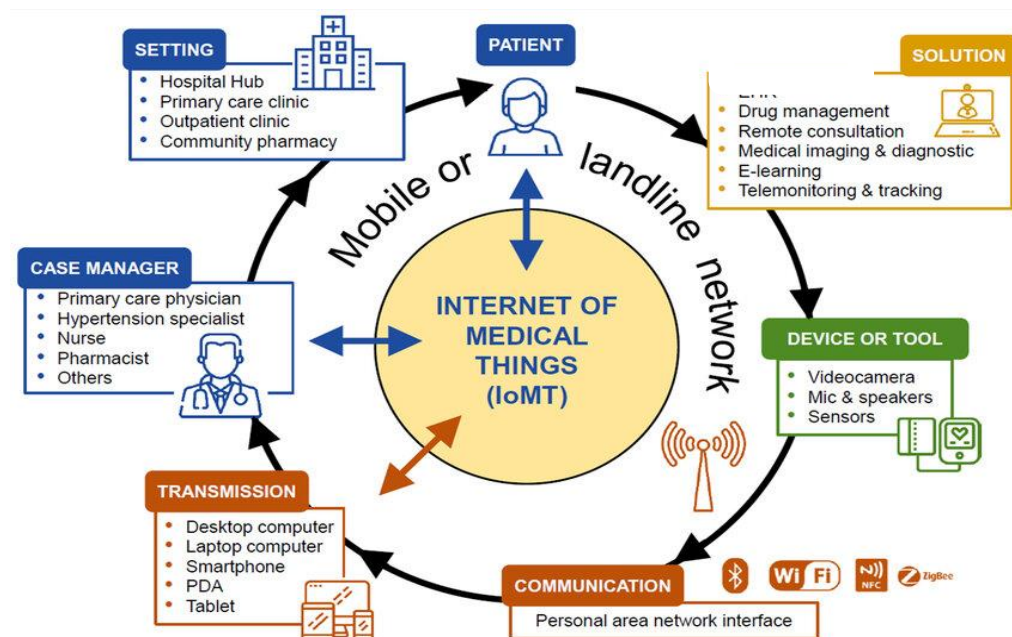 SETTING
Hospital Hub
Primary care clinic
Outpatient clinic
Community pharmacy
PATIENT
SOLUTION
Drug management
Remote consultation
Medical imaging & diagnostic
E-learning
Telemonitoring & tracking
Mobile or landline network
CASE MANAGER
Primary care physician
Hypertension specialist
Nurse
Pharmacist
Others
INTERNET OF
MEDICAL
THINGS
(IoMT)
DEVICE OR TOOL
Videocamera
Mic & speakers
Sensors
TRANSMISSION
Desktop computer
Laptop computer
Smartphone
PDA
Tablet
COMMUNICATION
Personal area network interface
WiFi
NFC
ZigBee